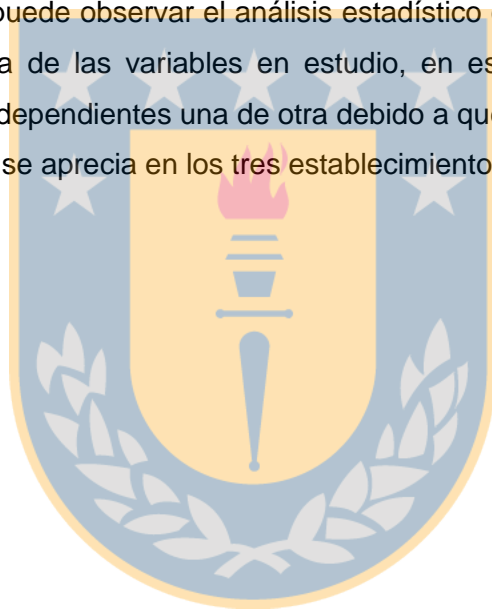 puede observar el análisis estadístico
a de las variables en estudio, en es
dependientes una de otra debido a que
se aprecia en los tres establecimiento